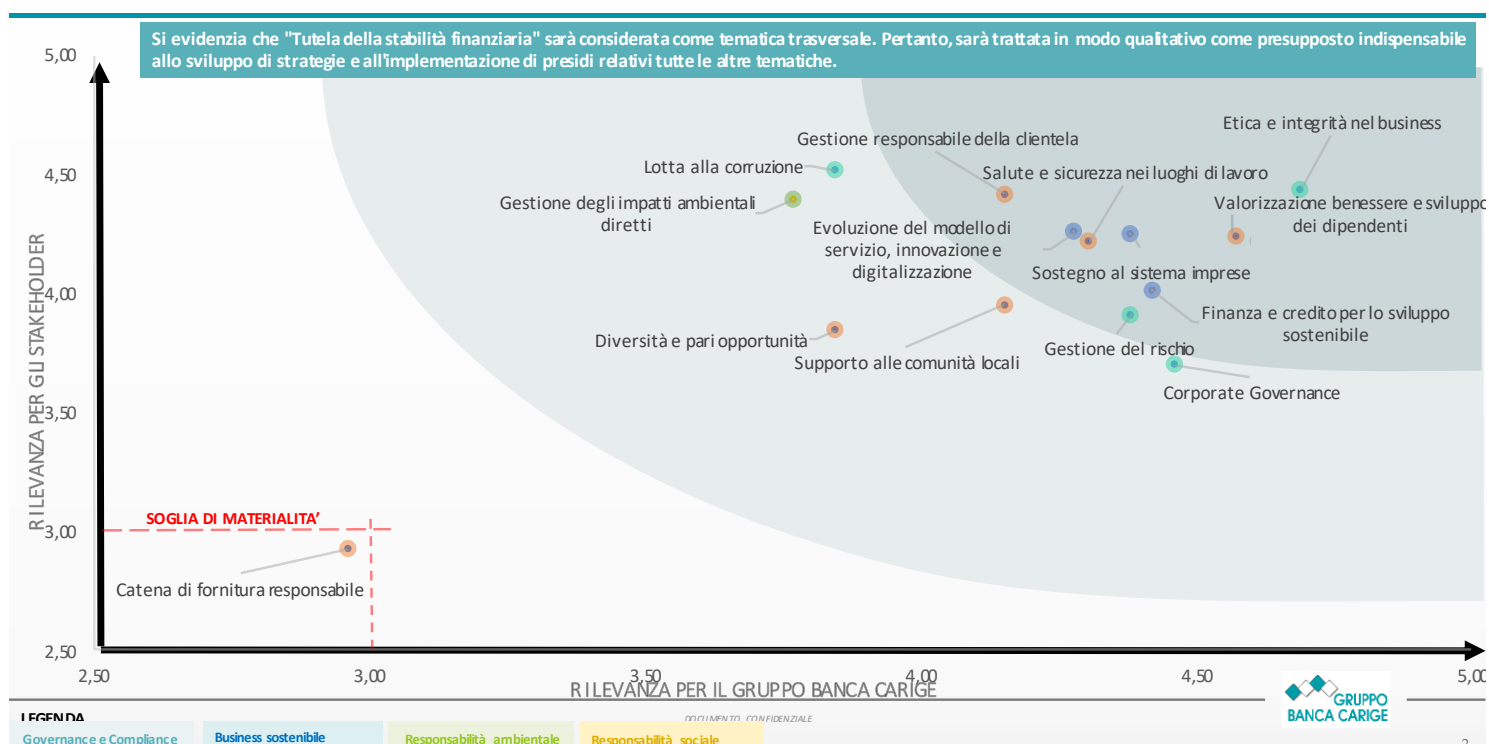 Si evidenzia che "Tutela della stabilità finanziaria" sarà considerata come tematica trasversale. Pertanto, sarà trattata in modo qualitativo come presupposto indispensabile
allo sviluppo di strategie e all'implementazione di presidi relativi tutte le altre tematiche.
5,00
4,50
4,00
3,50
3,00
2,50
RILEVANZA PER GLI STAKEHOLDER
Etica e integrità nel business
Gestione responsabile della clientela
Lotta alla corruzione
Salute e sicurezza nei luoghi di lavoro
Gestione degli impatti ambientali
diretti
Valorizzazione benessere e sviluppo
dei dipendenti
Evoluzione del modello di
servizio, innovazione e
digitalizzazione
Sostegno al sistema imprese
Finanza e credito per lo sviluppo
sostenibile
Diversità e pari opportunità
Supporto alle comunità locali
Gestione del rischio
Corporate Governance
SOGLIA DI MATERIALITA’
Catena di fornitura responsabile
2,50
3,00
3,50
4,00
4,50
5,00
RILEVANZA PER IL GRUPPO BANCA CARIGE
GRUPPO
BANCA CARIGE
LEGENDA
DOCUMENTO CONFIDENZIALE
Governance e Compliance
Business sostenibile
Responsabilità ambientale
Responsabilità sociale